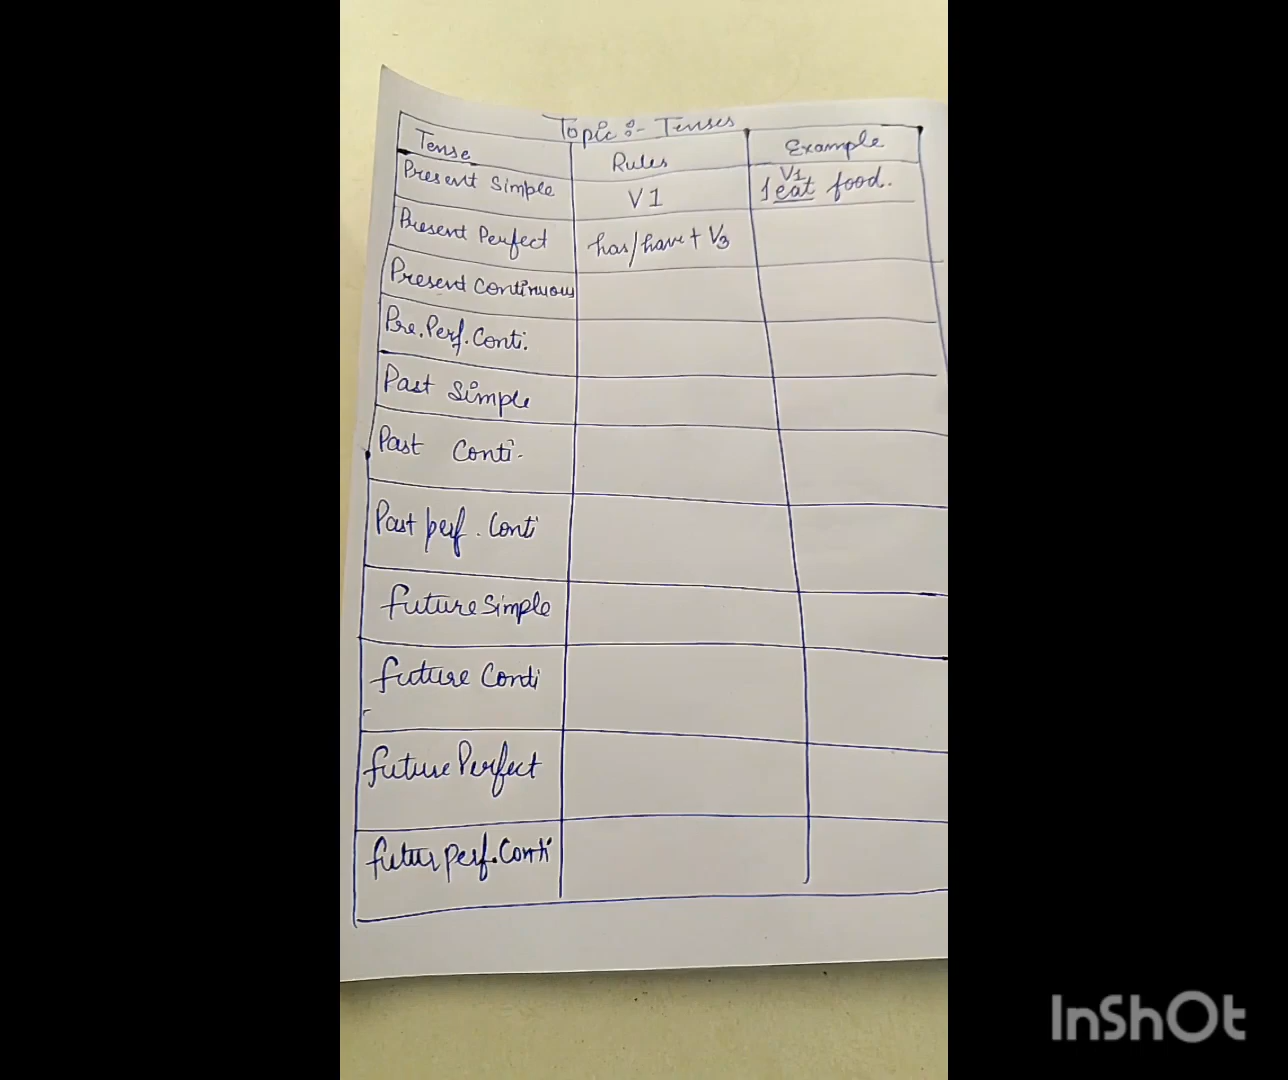 Topic :- Tenses
Tense Rules Example
Present Simple V1 I eat food.
V1
Present Perfect has/have + V3
Present Continuous
Pre. Perf. Conti.
Past Simple
Past Conti-
Past perf. Conti
future Simple
future Conti
future Perfect
futur perf. Conti
InShOt